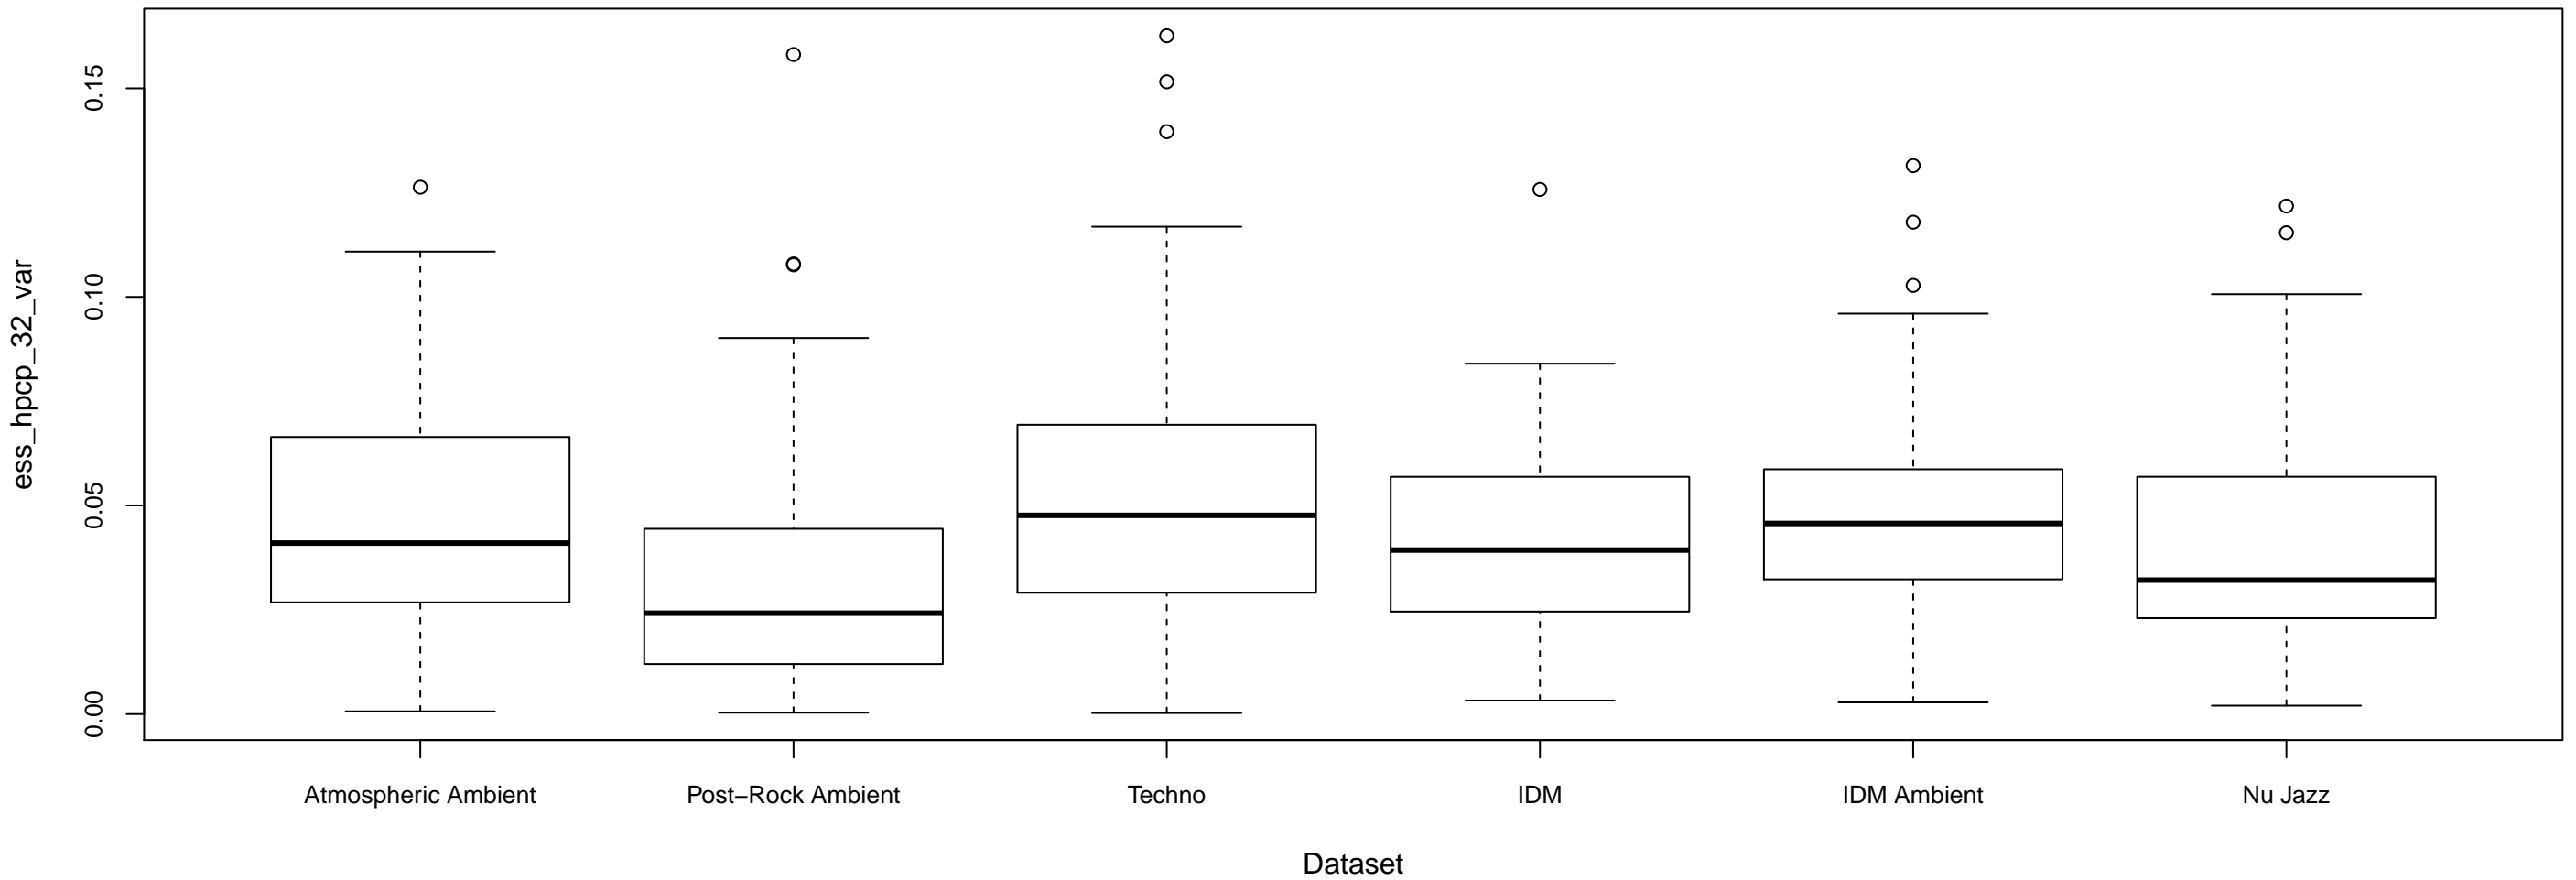 ess_hpcp_32_var
0.15
0.10
0.05
0.00
Atmospheric Ambient
Post−Rock Ambient
Techno
IDM
IDM Ambient
Nu Jazz
Dataset